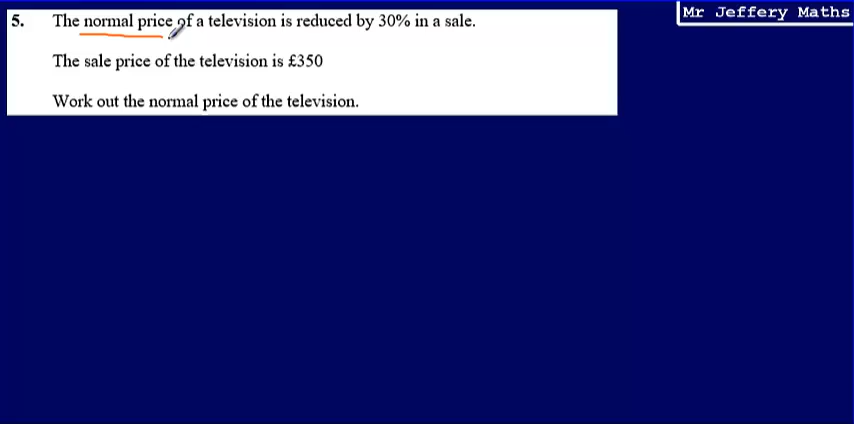 Mr Jeffery Maths
5. The normal price of a television is reduced by 30% in a sale.
The sale price of the television is £350
Work out the normal price of the television.